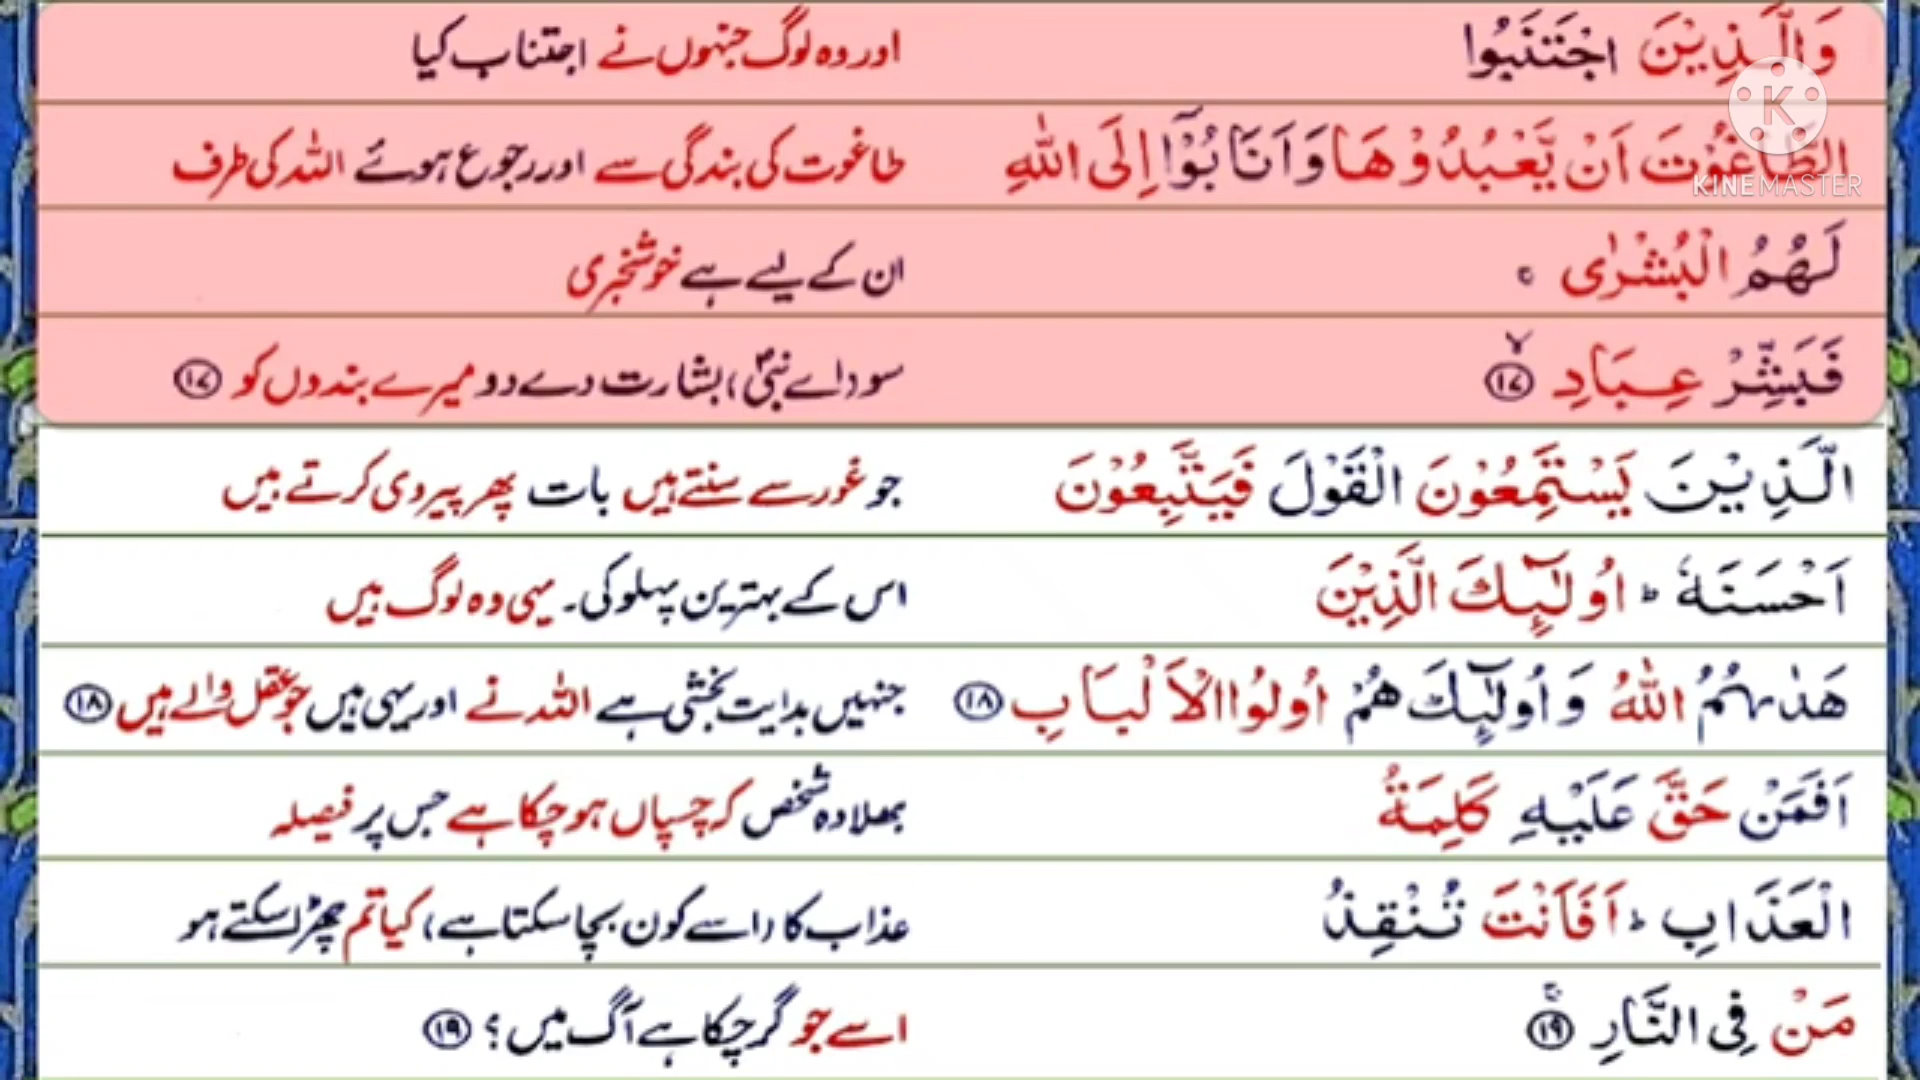 وَالَّذِیْنَ اجْتَنَبُوا اور وہ لوگ جنہوں نے اجتناب کیا
الطَّاغُوْتَ اَنْ یَّعْبُدُوْهَا وَاَنَابُوْۤا اِلَی اللّٰهِ طاغوت کی بندگی سے اور رجوع ہوئے اللہ کی طرف
KINEMASTER
لَهُمُ الْبُشْرٰی ۚ ان کے لیے ہے خوشخبری
فَبَشِّرْ عِبَادِ ۙ﴿۱۷﴾ سو (اے نبیؐ) بشارت دے دو میرے بندوں کو ﴿۱۷﴾
الَّذِیْنَ یَسْتَمِعُوْنَ الْقَوْلَ فَیَتَّبِعُوْنَ جو غور سے سنتے ہیں بات پھر پیروی کرتے ہیں
اَحْسَنَهٗ ؕ اُولٰٓئِكَ الَّذِیْنَ اس کے بہترین پہلو کی۔ یہی وہ لوگ ہیں
هَدٰىهُمُ اللّٰهُ وَاُولٰٓئِكَ هُمْ اُولُوا الْاَلْبَابِ ﴿۱۸﴾ جنہیں ہدایت بخشی ہے اللہ نے اور یہی ہیں جو عقل والے ہیں ﴿۱۸﴾
اَفَمَنْ حَقَّ عَلَیْهِ كَلِمَةُ بھلا وہ شخص کہ چسپاں ہو چکا ہے جس پر فیصلہ
الْعَذَابِ ؕ اَفَاَنْتَ تُنْقِذُ عذاب کا (اسے کون بچا سکتا ہے) کیا تم چھڑا سکتے ہو
مَنْ فِی النَّارِ ۚ﴿۱۹﴾ اسے جو گر چکا ہے آگ میں؟ ﴿۱۹﴾